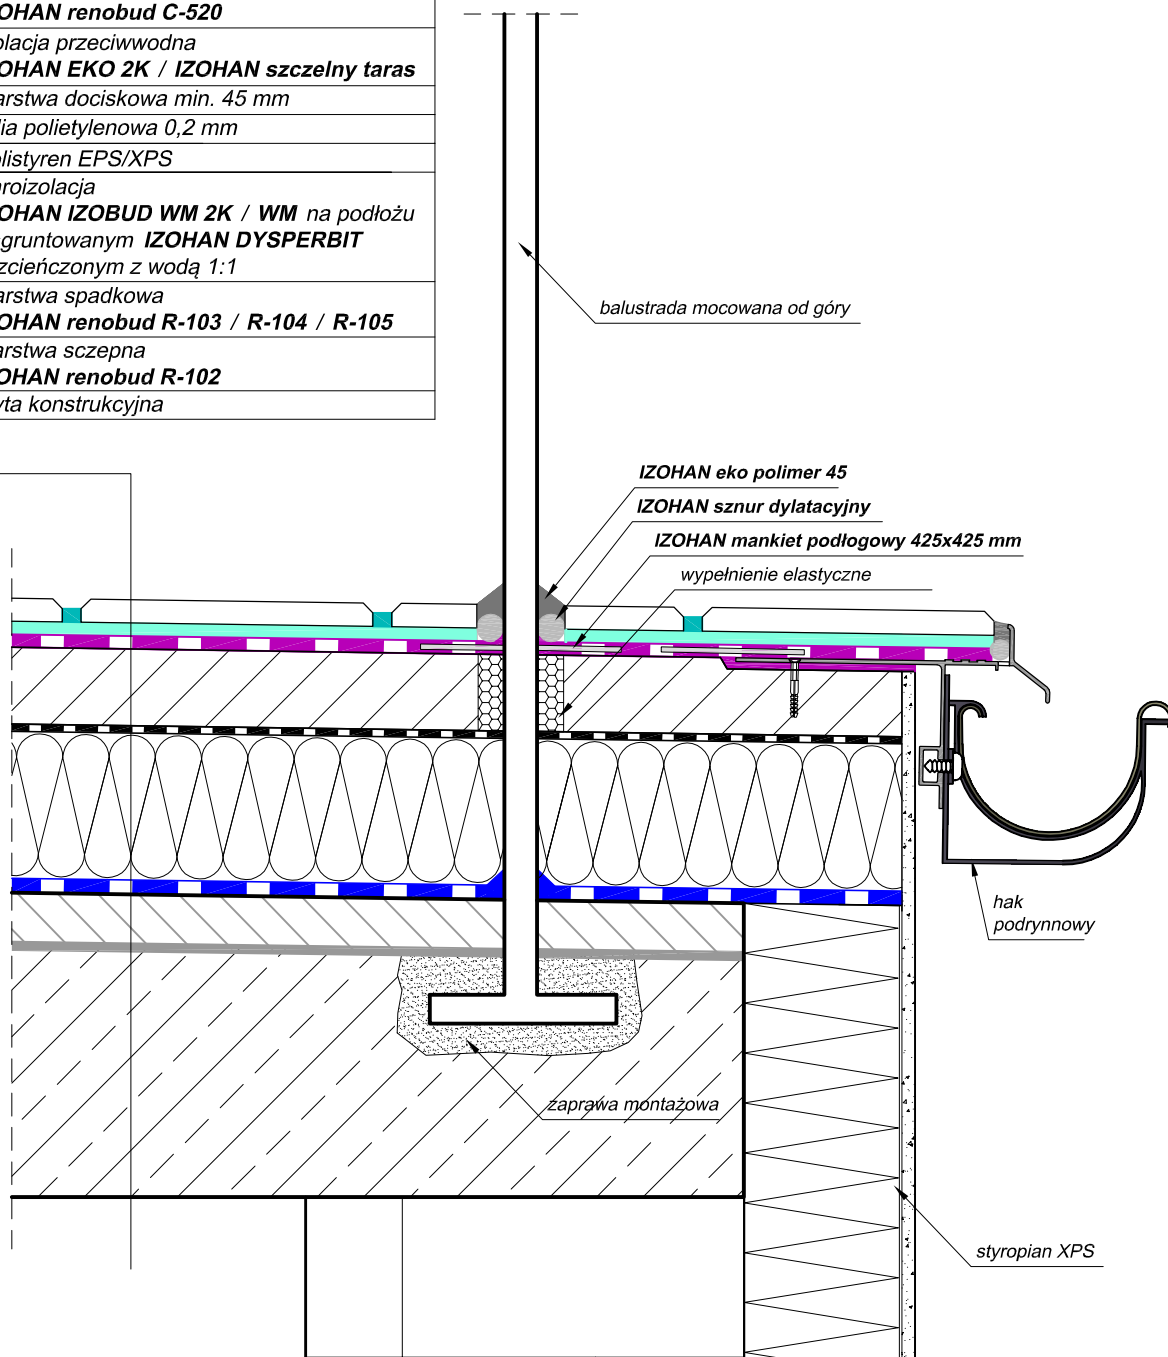 OHAN renobud C-520
olacja przeciwwodna
OHAN EKO 2K / IZOHAN szczelny taras
arstwa dociskowa min. 45 mm
lia polietylenowa 0,2 mm
olistyren EPS/XPS
droizolacja
OHAN IZOBUD WM 2K / WM na podłożu
gruntowanym IZOHAN DYSPERBIT
zcieńczonym z wodą 1:1
arstwa spadkowa
OHAN renobud R-103 / R-104 / R-105
arstwa sczepna
OHAN renobud R-102
yta konstrukcyjna
balustrada mocowana od góry
IZOHAN eko polimer 45
IZOHAN sznur dylatacyjny
IZOHAN mankiet podłogowy 425x425 mm
wypełnienie elastyczne
hak
podrynnowy
zaprawa montażowa
styropian XPS